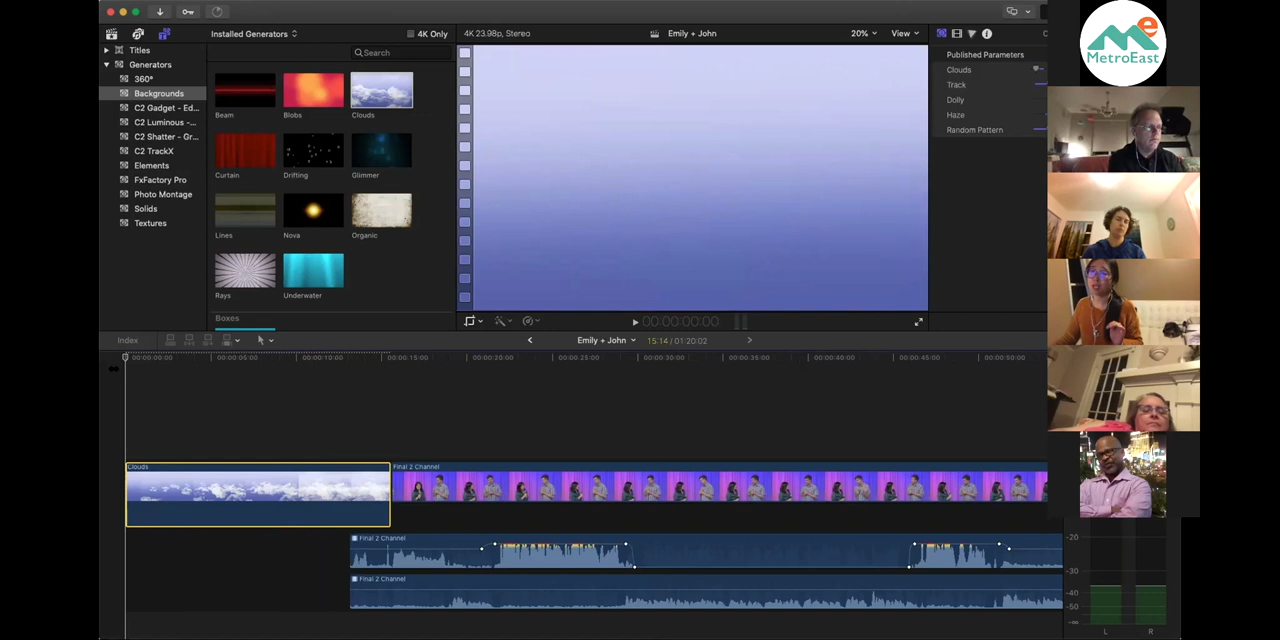 Installed Generators
4K Only
4K 23.98p, Stereo
Emily + John
20%
View
Titles
Generators
360°
Backgrounds
C2 Gadget - Ed...
C2 Luminous -...
C2 Shatter - Gr...
C2 TrackX
Elements
FxFactory Pro
Photo Montage
Solids
Textures
Search
Beam
Blobs
Clouds
Curtain
Drifting
Glimmer
Lines
Nova
Organic
Rays
Underwater
Boxes
Published Parameters
Clouds
Track
Dolly
Haze
Random Pattern
me
MetroEast
00:00:00:00
Index
Emily + John
15:14 / 01:20:02
00:00:00:00
00:00:05:00
00:00:10:00
00:00:15:00
00:00:20:00
00:00:25:00
00:00:30:00
00:00:35:00
00:00:40:00
00:00:45:00
00:00:50:00
Clouds
Final 2 Channel
Final 2 Channel
Final 2 Channel
-20
-30
-40
-50
-∞
L
R